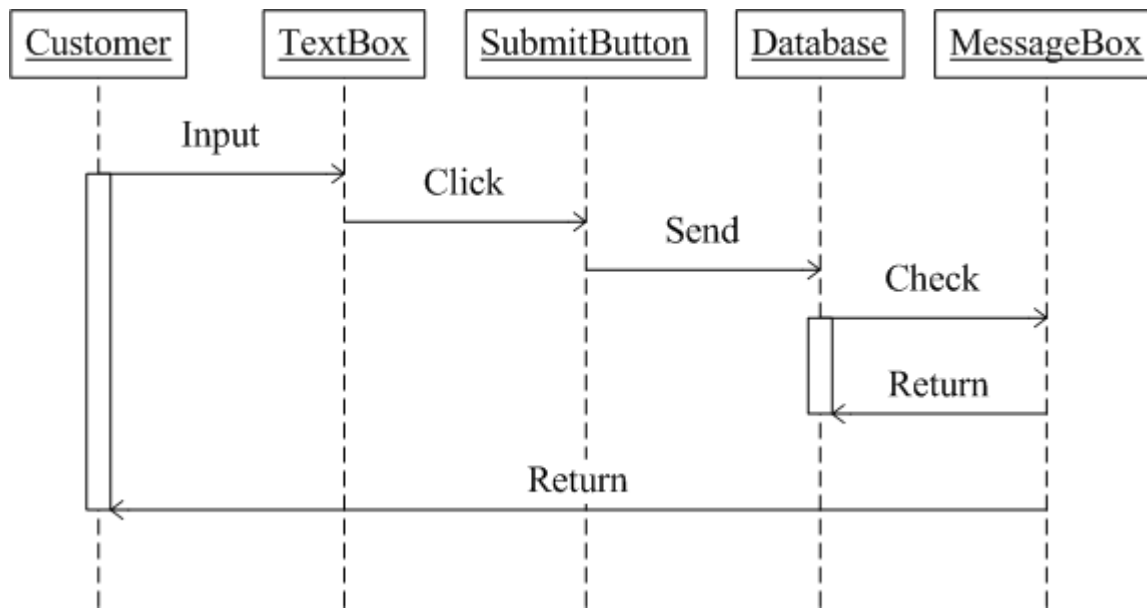 Customer
TextBox
SubmitButton
Database
MessageBox
Input
Click
Send
Check
Return
Return